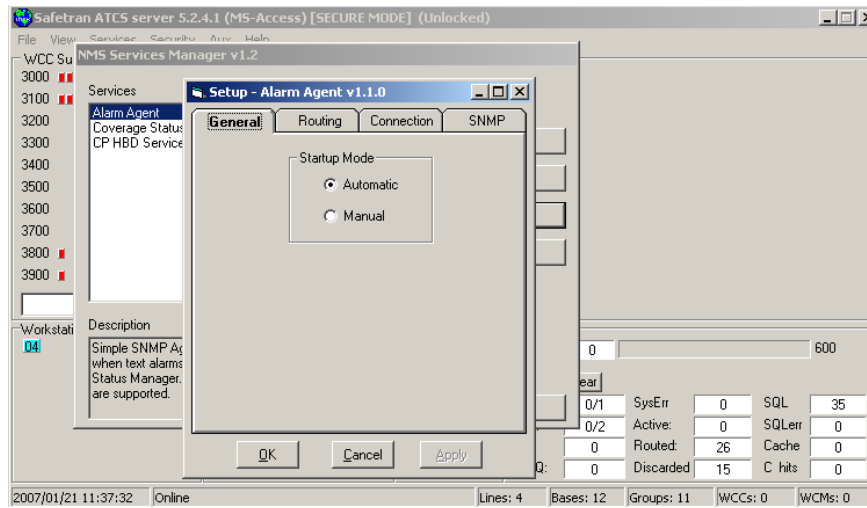 Safetran ATCS server 5.2.4.1 (MS-Access) [SECURE MODE] (Unlocked)
File View Services Security Aux Help
NMS Services Manager v1.2
WCC Su
3000
3100
3200
3300
3400
3500
3600
3700
3800
3900
Services
Alarm Agent
Coverage Status
CP HBD Service
Setup - Alarm Agent v1.1.0
General Routing Connection SNMP
Startup Mode
Automatic
Manual
OK Cancel Apply
Description
Simple SNMP Ag
when text alarms
Status Manager.
are supported.
Workstati
04
0 600
ear
0/1 SysErr 0 SQL 35
0/2 Active: 0 SQLerr 0
0 Routed: 26 Cache 0
Q: 0 Discarded 15 C hits 0
2007/01/21 11:37:32 Online Lines: 4 Bases: 12 Groups: 11 WCCs: 0 WCMs: 0